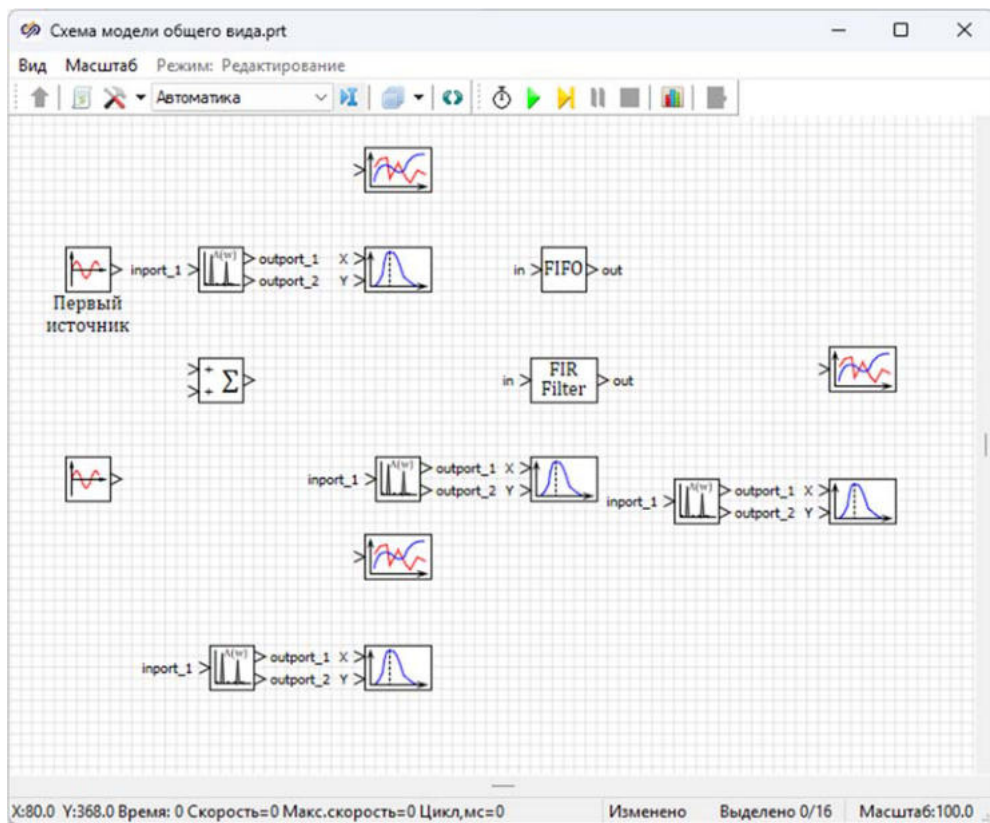 Схема модели общего вида.prt
Вид Масштаб Режим: Редактирование
Автоматика
inport_1 A(w) outport_1 X
outport_2 Y
in FIFO out
Первый
источник
+ Σ
+
in FIR
Filter out
inport_1 A(w) outport_1 X
outport_2 Y
inport_1 A(w) outport_1 X
outport_2 Y
inport_1 A(w) outport_1 X
outport_2 Y
X:80.0 Y:368.0 Время: 0 Скорость=0 Макс.скорость=0 Цикл,мс=0 Изменено Выделено 0/16 Масштаб:100.0